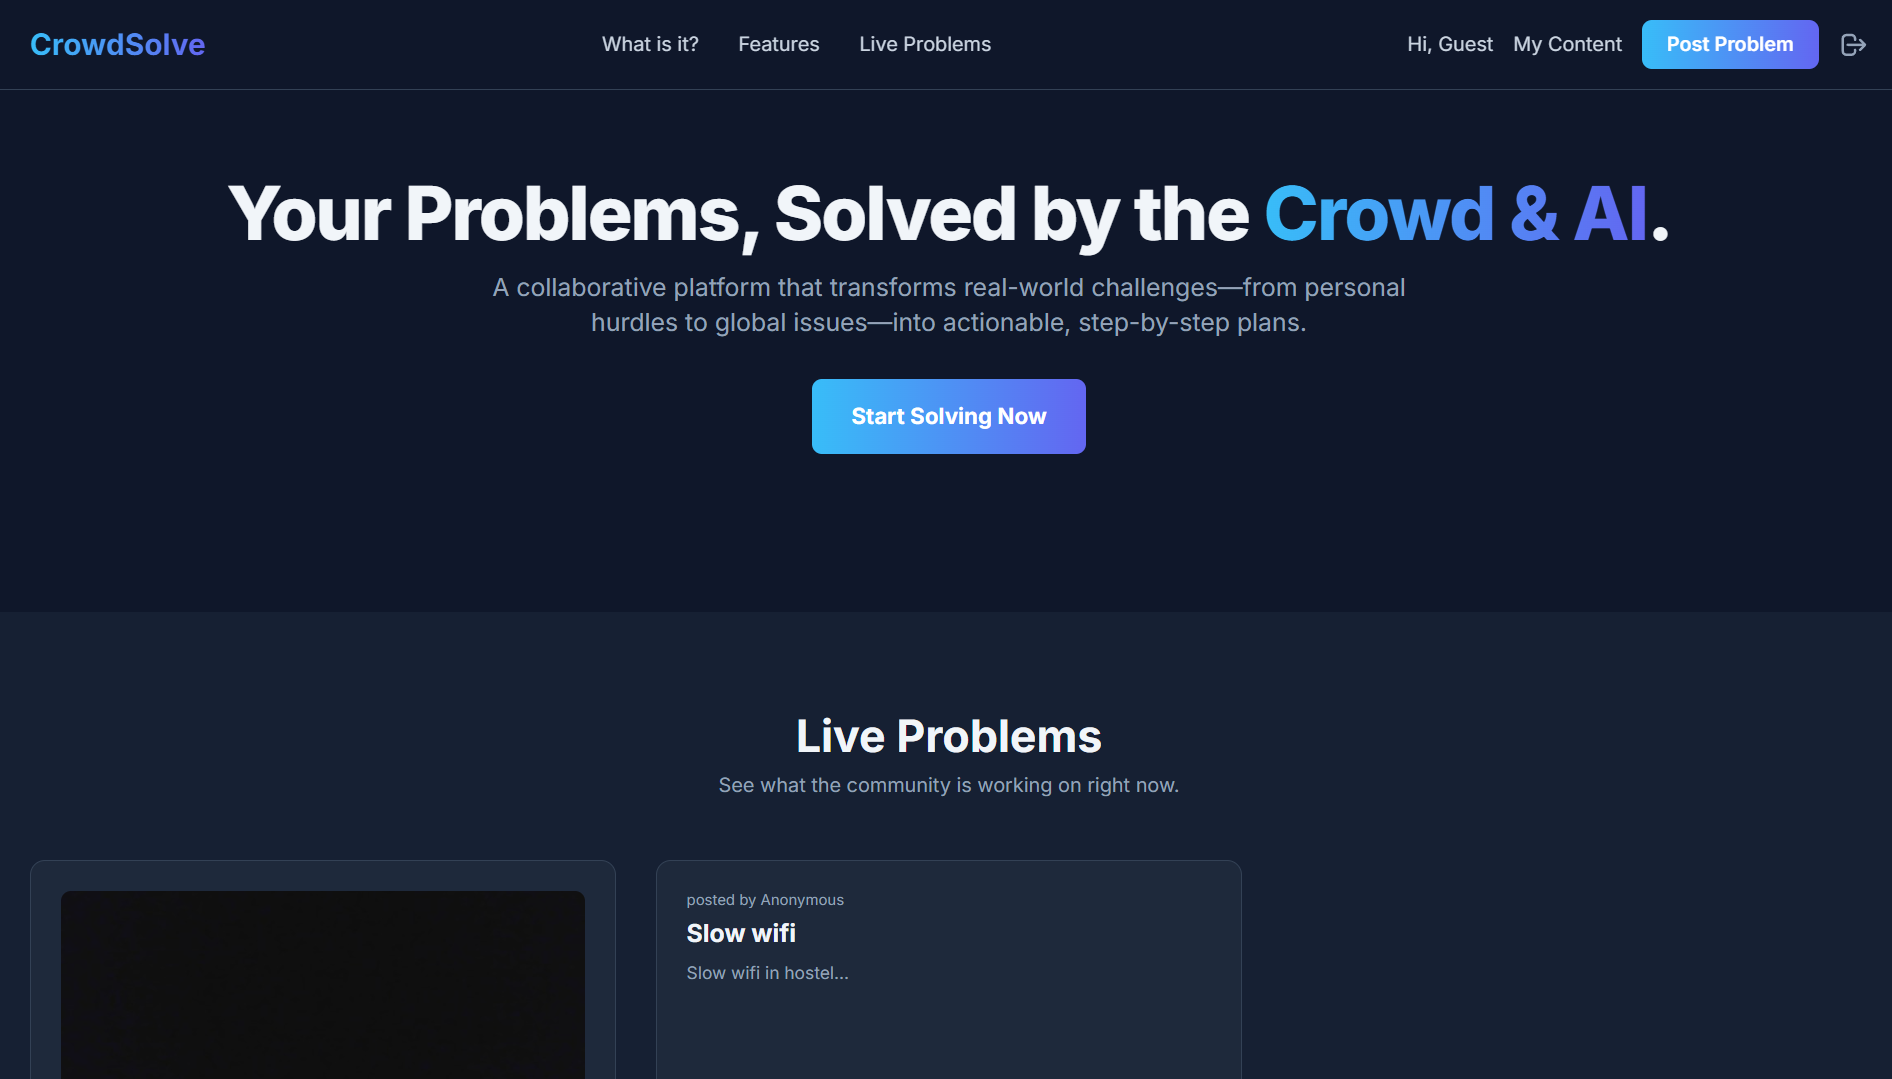 CrowdSolve
What is it?
Features
Live Problems
Hi, Guest
My Content
Post Problem
Your Problems, Solved by the Crowd & AI.
A collaborative platform that transforms real-world challenges—from personal
hurdles to global issues—into actionable, step-by-step plans.
Start Solving Now
Live Problems
See what the community is working on right now.
posted by Anonymous
Slow wifi
Slow wifi in hostel...